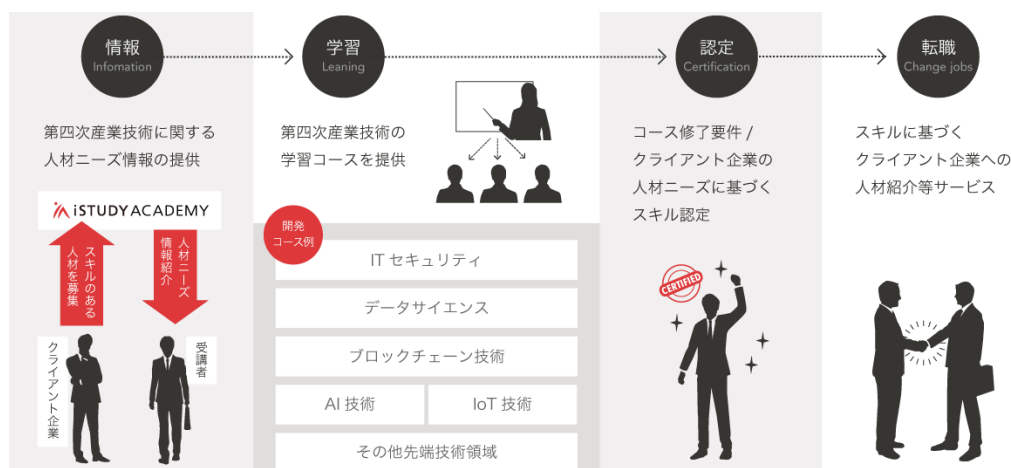 情報
Infomation
学習
Leaning
認定
Certification
転職
Change jobs
第四次産業技術に関する
人材ニーズ情報の提供
iSTUDY ACADEMY
スキルのある
人材を募集
人材ニーズ
情報紹介
クライアント企業
受講者
第四次産業技術の
学習コースを提供
開発
コース例
IT セキュリティ
データサイエンス
ブロックチェーン技術
AI 技術
IoT 技術
その他先端技術領域
コース修了要件 /
クライアント企業の
人材ニーズに基づく
スキル認定
CERTIFIED
スキルに基づく
クライアント企業への
人材紹介等サービス